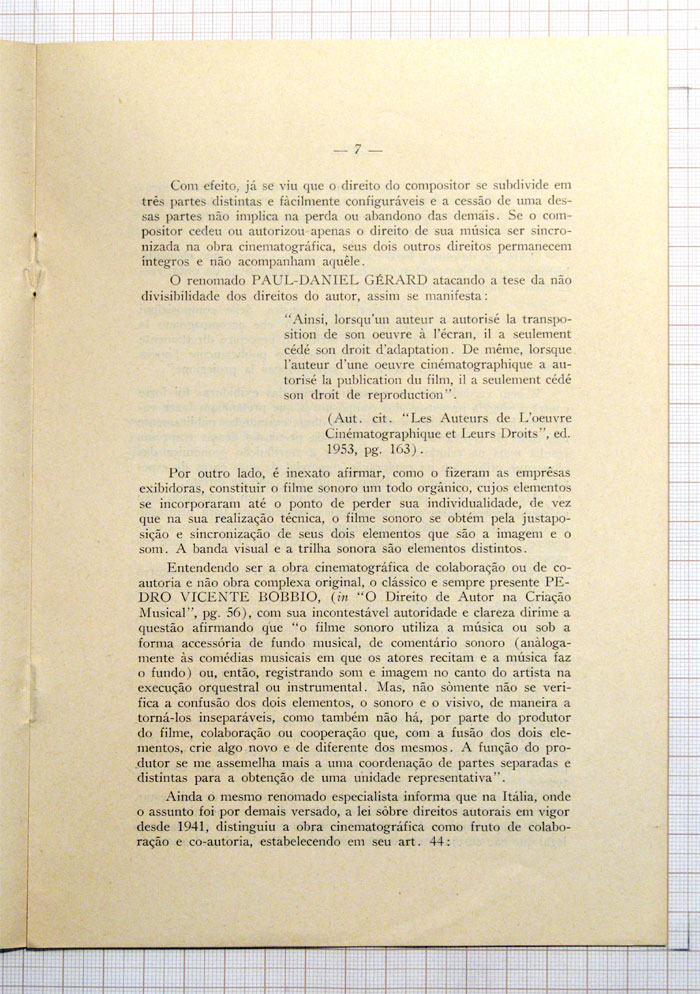 — 7 —
Com efeito, já se viu que o direito do compositor se subdivide em
três partes distintas e fàcilmente configuráveis e a cessão de uma des-
sas partes não implica na perda ou abandono das demais. Se o com-
positor cedeu ou autorizou apenas o direito de sua música ser sincro-
nizada na obra cinematográfica, seus dois outros direitos permanecem
íntegros e não acompanham aquêle.
O renomado PAUL-DANIEL GÉRARD atacando a tese da não
divisibilidade dos direitos do autor, assim se manifesta:
"Ainsi, lorsqu'un auteur a autorisé la transpo-
sition de son oeuvre à l'écran, il a seulement
cédé son droit d'adaptation. De même, lorsque
l'auteur d'une oeuvre cinématographique a au-
torisé la publication du film, il a seulement cédé
son droit de reproduction".
(Aut. cit. "Les Auteurs de L'oeuvre
Cinématographique et Leurs Droits", ed.
1953, pg. 163).
Por outro lado, é inexato afirmar, como o fizeram as emprêsas
exibidoras, constituir o filme sonoro um todo orgânico, cujos elementos
se incorporaram até o ponto de perder sua individualidade, de vez
que na sua realização técnica, o filme sonoro se obtém pela justapo-
sição e sincronização de seus dois elementos que são a imagem e o
som. A banda visual e a trilha sonora são elementos distintos.
Entendendo ser a obra cinematográfica de colaboração ou de co-
autoria e não obra complexa original, o clássico e sempre presente PE-
DRO VICENTE BOBBIO, (in "O Direito de Autor na Criação
Musical", pg. 56), com sua incontestável autoridade e clareza dirime a
questão afirmando que "o filme sonoro utiliza a música ou sob a
forma accessória de fundo musical, de comentário sonoro (anàloga-
mente às comédias musicais em que os atores recitam e a música faz
o fundo) ou, então, registrando som e imagem no canto do artista na
execução orquestral ou instrumental. Mas, não sòmente não se veri-
fica a confusão dos dois elementos, o sonoro e o visivo, de maneira a
torná-los inseparáveis, como também não há, por parte do produtor
do filme, colaboração ou cooperação que, com a fusão dos dois ele-
mentos, crie algo novo e de diferente dos mesmos. A função do pro-
dutor se me assemelha mais a uma coordenação de partes separadas e
distintas para a obtenção de uma unidade representativa".
Ainda o mesmo renomado especialista informa que na Itália, onde
o assunto foi por demais versado, a lei sôbre direitos autorais em vigor
desde 1941, distinguiu a obra cinematográfica como fruto de colabo-
ração e co-autoria, estabelecendo em seu art. 44: